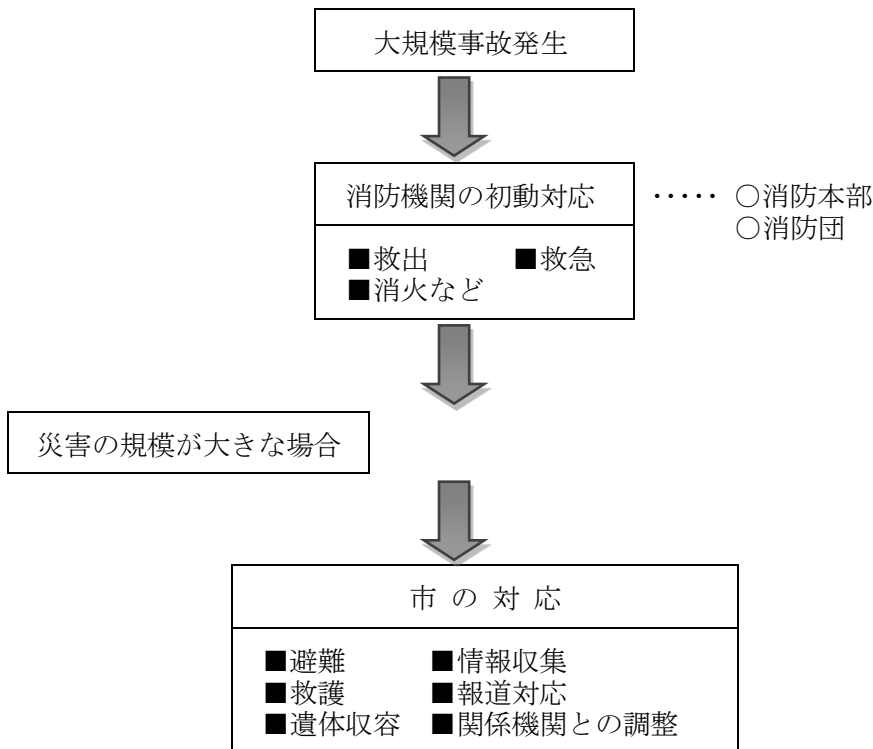 大規模事故発生
消防機関の初動対応 ····· 〇消防本部
〇消防団
■救出 ■救急
■消火など
災害の規模が大きな場合
市の対応
■避難 ■情報収集
■救護 ■報道対応
■遺体収容 ■関係機関との調整